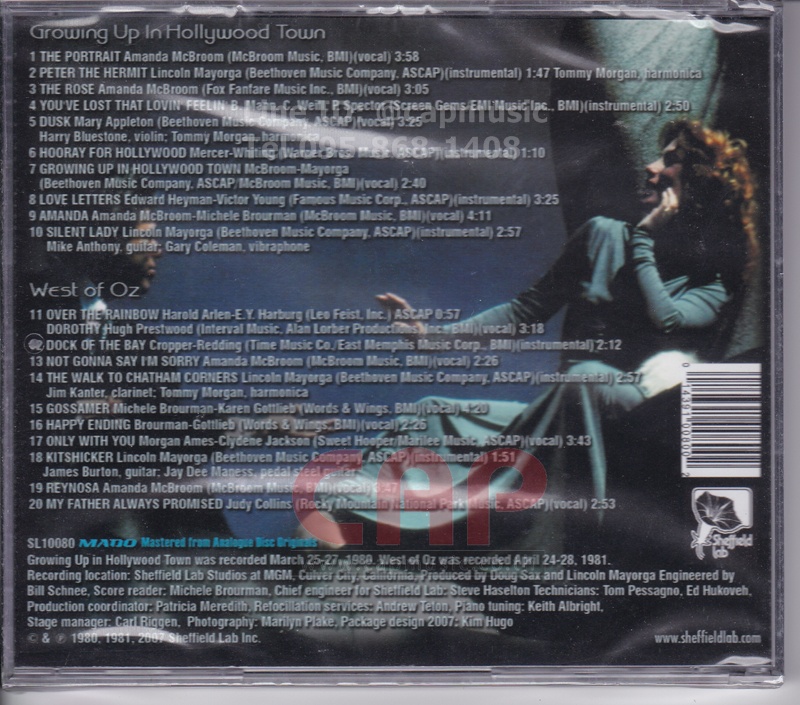 Growing Up In Hollywood Town
1 THE PORTRAIT Amanda McBroom (McBroom Music, BMI)(vocal) 3:58
2 PETER THE HERMIT Lincoln Mayorga (Beethoven Music Company, ASCAP)(instrumental) 1:47 Tommy Morgan, harmonica
3 THE ROSE Amanda McBroom (Fox Fanfare Music Inc., BMI)(vocal) 3:05
4 YOU'VE LOST THAT LOVIN' FEELIN B. Mann, C. Weil, P. Spector (Screen Gems EMI Music Inc., BMI)(instrumental) 2:50
5 DUSK Mary Appleton (Beethoven Music Company, ASCAP)(vocal) 3:25
Harry Bluestone, violin; Tommy Morgan, harmonica
@capmusic
Tel. 085-868-1408
6 HOORAY FOR HOLLYWOOD Mercer-Whiting (Warner Bros Music, ASCAP)(instrumental) 1:10
7 GROWING UP IN HOLLYWOOD TOWN McBroom-Mayorga
(Beethoven Music Company, ASCAP/McBroom Music, BMI)(vocal) 2:40
8 LOVE LETTERS Edward Heyman-Victor Young (Famous Music Corp., ASCAP)(instrumental) 3:25
9 AMANDA Amanda McBroom-Michele Brourman (McBroom Music, BMI)(vocal) 4:11
10 SILENT LADY Lincoln Mayorga (Beethoven Music Company, ASCAP)(instrumental) 2:57
Mike Anthony, guitar; Gary Coleman, vibraphone
West of Oz
11 OVER THE RAINBOW Harold Arlen-E.Y. Harburg (Leo Feist, Inc.) ASCAP 0:57
DOROTHY Hugh Prestwood (Interval Music, Alan Lorber Productions, Inc., BMI)(vocal) 3:18
12 DOCK OF THE BAY Cropper-Redding (Time Music Co./East Memphis Music Corp., BMI)(instrumental) 2:12
13 NOT GONNA SAY I'M SORRY Amanda McBroom (McBroom Music, BMI)(vocal) 2:26
14 THE WALK TO CHATHAM CORNERS Lincoln Mayorga (Beethoven Music Company, ASCAP)(instrumental) 2:57
Jim Kanter, clarinet; Tommy Morgan, harmonica
15 GOSSAMER Michele Brourman-Karen Gottlieb (Words & Wings, BMI)(vocal) 4:20
16 HAPPY ENDING Brourman-Gottlieb (Words & Wings,BMI)(vocal) 2:26
17 ONLY WITH YOU Morgan Ames-Clydene Jackson (Sweet Hooper/Marilee Music, ASCAP)(vocal) 3:43
18 KITSHICKER Lincoln Mayorga (Beethoven Music Company, ASCAP)(instrumental) 1:51
James Burton, guitar; Jay Dee Maness, pedal steel guitar
19 REYNOSA Amanda McBroom (McBroom Music, BMI)(vocal) 3:47
20 MY FATHER ALWAYS PROMISED Judy Collins (Rocky Mountain National Park Music, ASCAP)(vocal) 2:53
CAP
Sheffield
Lab
SL10080 MADO Mastered from Analogue Disc Originals
Growing Up in Hollywood Town was recorded March 25-27, 1980. West of Oz was recorded April 24-28, 1981.
Recording location: Sheffield Lab Studios at MGM, Culver City, California, Produced by Doug Sax and Lincoln Mayorga Engineered by
Bill Schnee, Score reader: Michele Brourman, Chief engineer for Sheffield Lab: Steve Haselton Technicians: Tom Pessagno, Ed Hukoveh,
Production coordinator: Patricia Meredith, Refocillation services: Andrew Teton, Piano tuning: Keith Albright,
Stage manager: Carl Riggen, Photography: Marilyn Plake, Package design 2007: Kim Hugo
© & ℗ 1980, 1981, 2007 Sheffield Lab Inc.
www.sheffieldlab.com